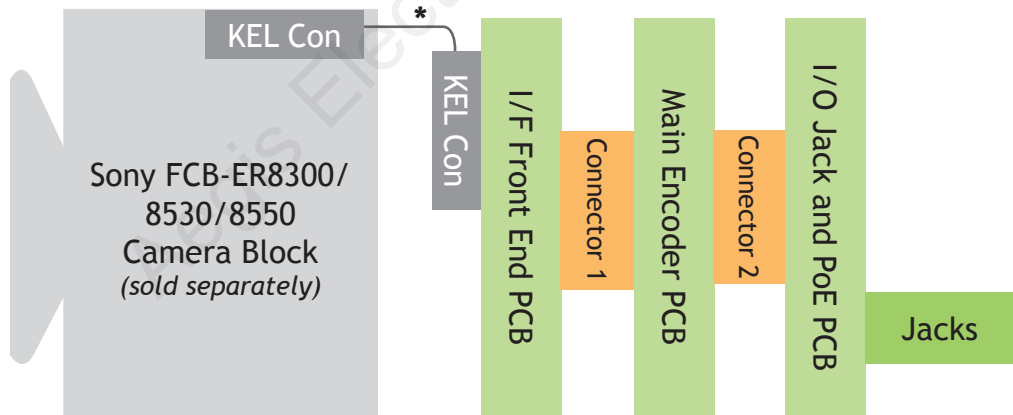 KEL Con
*
KEL Con
Sony FCB-ER8300/
8530/8550
Camera Block
(sold separately)
I/F Front End PCB
Connector 1
Main Encoder PCB
Connector 2
I/O Jack and PoE PCB
Jacks
Aegis